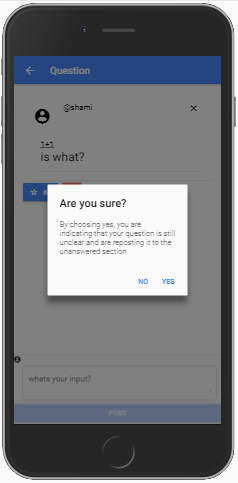 Question
@shami
1+1
is what?
Are you sure?
By choosing yes, you are
indicating that your question is still
unclear and are reposting it to the
unanswered section
NO YES
whats your input?
POST